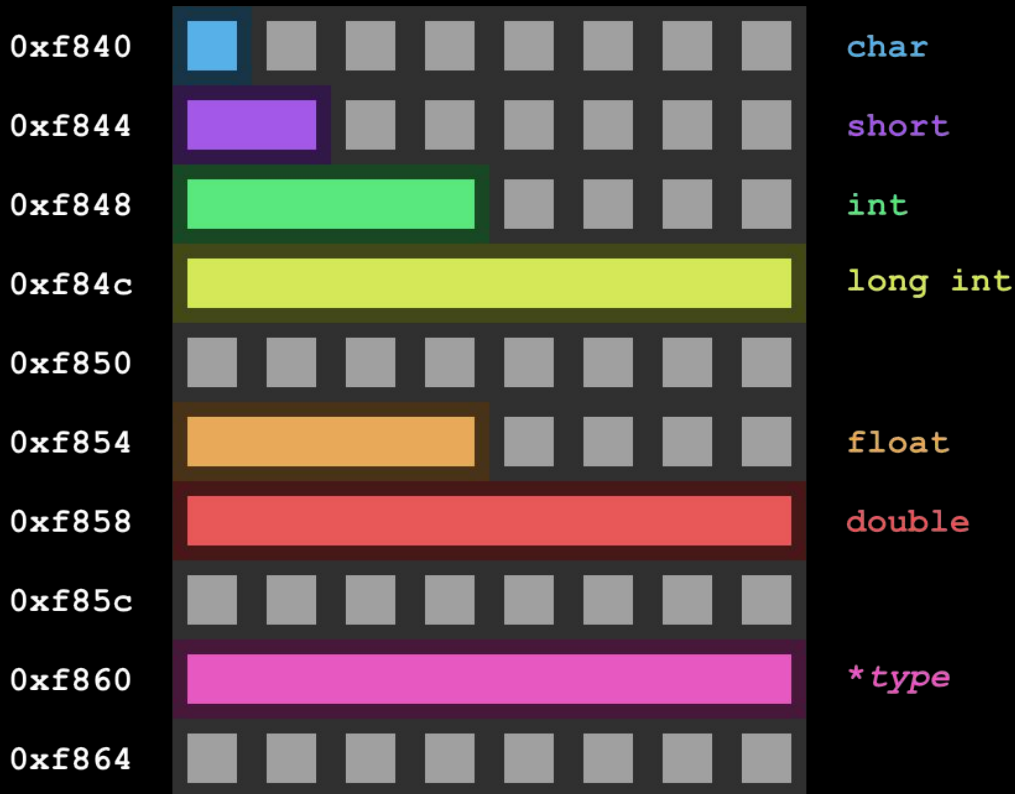 0xf840 char
0xf844 short
0xf848 int
0xf84c long int
0xf850
0xf854 float
0xf858 double
0xf85c
0xf860 *type
0xf864